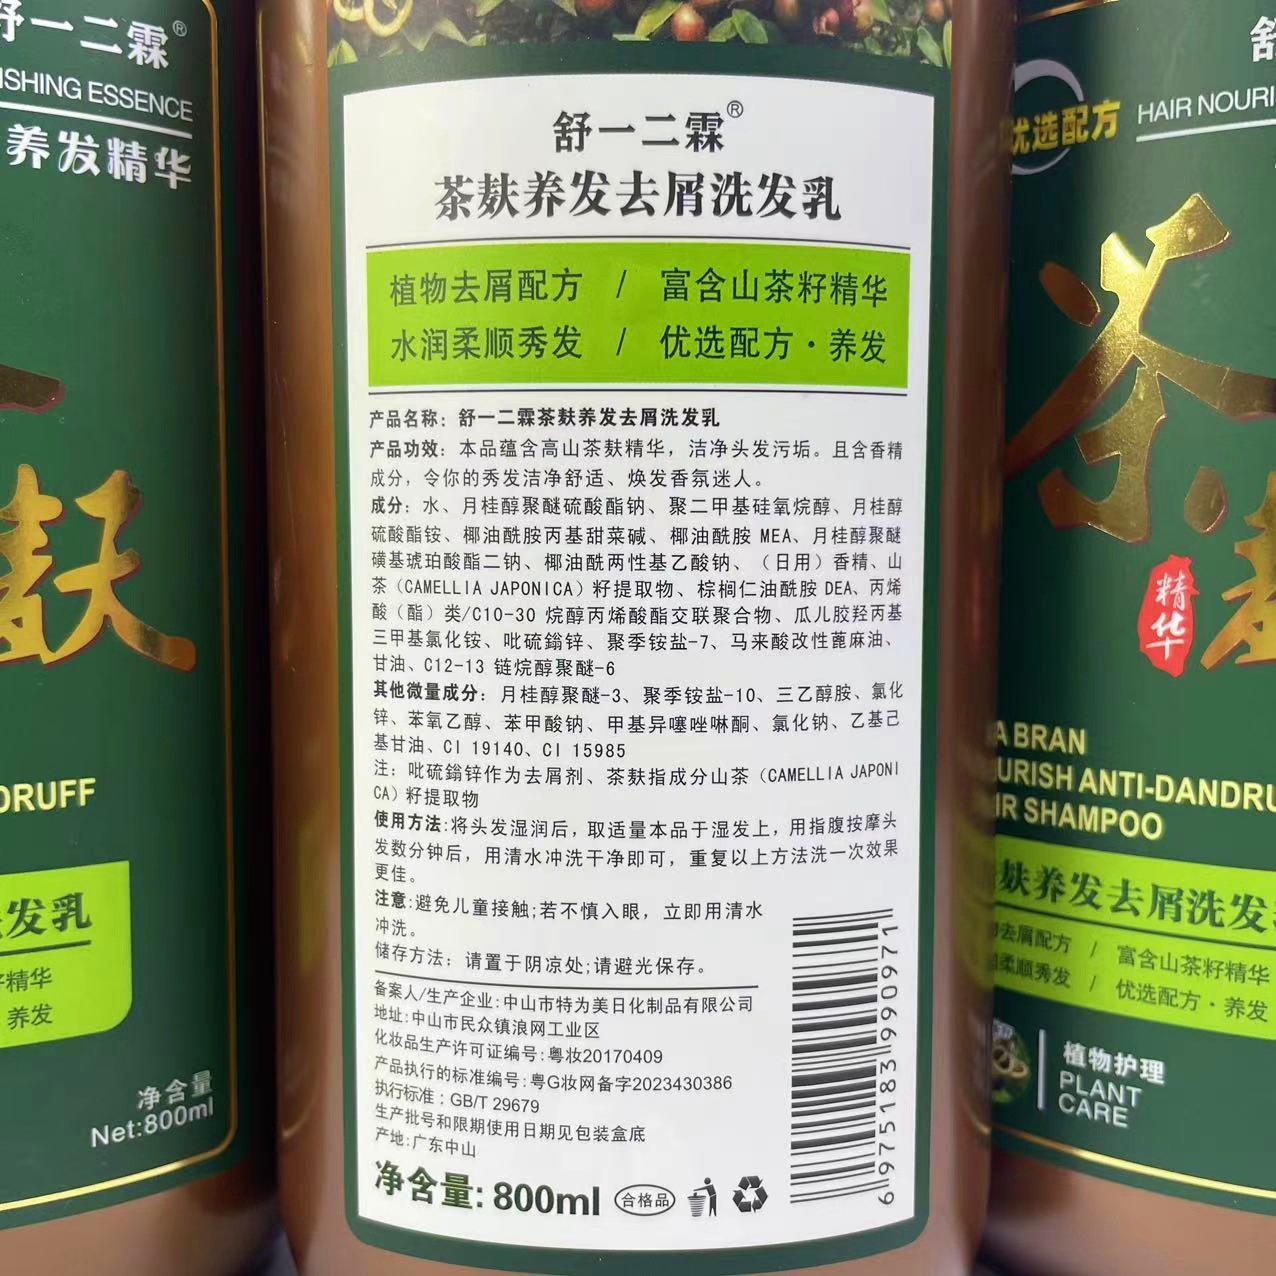 舒一二霖®
茶麸养发去屑洗发乳
植物去屑配方 / 富含山茶籽精华
水润柔顺秀发 / 优选配方·养发
产品名称：舒一二霖茶麸养发去屑洗发乳
产品功效：本品蕴含高山茶麸精华，洁净头发污垢。且含香精
成分，令你的秀发洁净舒适、焕发香氛迷人。
成分：水、月桂醇聚醚硫酸酯钠、聚二甲基硅氧烷醇、月桂醇
硫酸酯铵、椰油酰胺丙基甜菜碱、椰油酰胺 MEA、月桂醇聚醚
磺基琥珀酸酯二钠、椰油酰两性基乙酸钠、（日用）香精、山
茶（CAMELLIA JAPONICA）籽提取物、棕榈仁油酰胺 DEA、丙烯
酸（酯）类/C10-30 烷醇丙烯酸酯交联聚合物、瓜儿胶羟丙基
三甲基氯化铵、吡硫鎓锌、聚季铵盐-7、马来酸改性蓖麻油、
甘油、C12-13 链烷醇聚醚-6
其他微量成分：月桂醇聚醚-3、聚季铵盐-10、三乙醇胺、氯化
锌、苯氧乙醇、苯甲酸钠、甲基异噻唑啉酮、氯化钠、乙基己
基甘油、CI 19140、CI 15985
注：吡硫鎓锌作为去屑剂、茶麸指成分山茶（CAMELLIA JAPONI
CA）籽提取物
使用方法:将头发湿润后，取适量本品于湿发上，用指腹按摩头
发数分钟后，用清水冲洗干净即可，重复以上方法洗一次效果
更佳。
注意:避免儿童接触;若不慎入眼，立即用清水
冲洗。
储存方法：请置于阴凉处;请避光保存。
备案人/生产企业:中山市特为美日化制品有限公司
地址:中山市民众镇浪网工业区
化妆品生产许可证编号:粤妆20170409
产品执行的标准编号:粤G妆网备字2023430386
执行标准：GB/T 29679
生产批号和限期使用日期见包装盒底
产地:广东中山
净含量:800ml
合格品
6975183990971
舒一二霖®
ISHING ESSENCE
养发精华
麸
DRUFF
发乳
籽精华
养发
净含量
Net:800ml
舒
优选配方
HAIR NOURI
茶
精华
A BRAN
URISH ANTI-DANDRU
IR SHAMPOO
麸养发去屑洗发
去屑配方 / 富含山茶籽精华
柔顺秀发 / 优选配方·养发
植物护理
PLANT
CARE